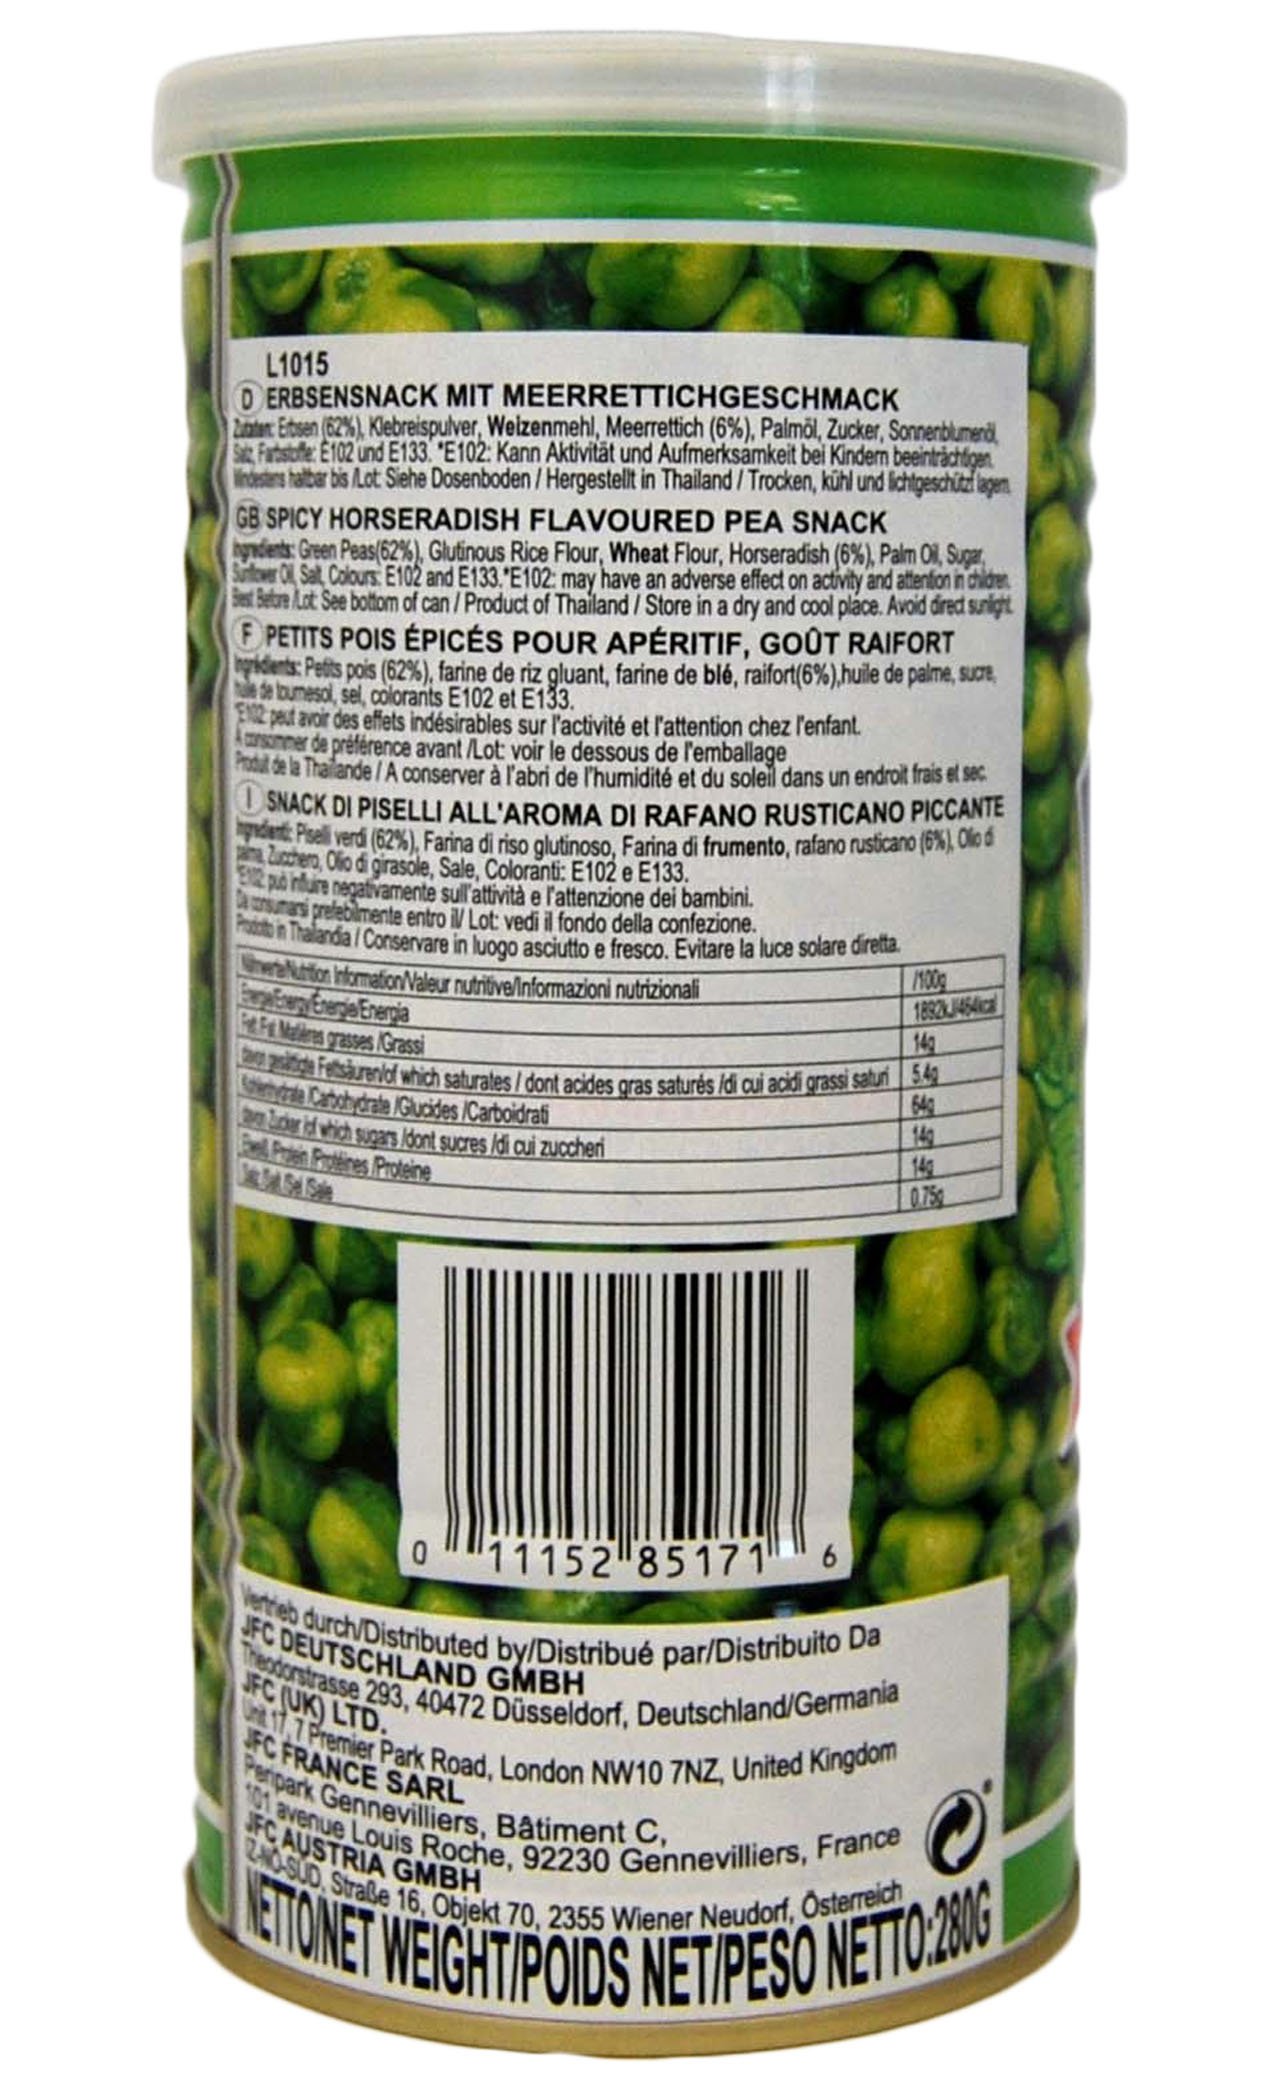 L1015
D ERBSENSNACK MIT MEERRETTICHGESCHMACK
Zutaten: Erbsen (62%), Klebreispulver, Weizenmehl, Meerrettich (6%), Palmöl, Zucker, Sonnenblumenöl,
Salz, Farbstoffe: E102 und E133. *E102: Kann Aktivität und Aufmerksamkeit bei Kindern beeinträchtigen.
Mindestens haltbar bis /Lot: Siehe Dosenboden / Hergestellt in Thailand / Trocken, kühl und lichtgeschützt lagern.
GB SPICY HORSERADISH FLAVOURED PEA SNACK
Ingredients: Green Peas(62%), Glutinous Rice Flour, Wheat Flour, Horseradish (6%), Palm Oil, Sugar,
Sunflower Oil, Salt, Colours: E102 and E133.*E102: may have an adverse effect on activity and attention in children.
Best Before /Lot: See bottom of can / Product of Thailand / Store in a dry and cool place. Avoid direct sunlight.
F PETITS POIS ÉPICÉS POUR APÉRITIF, GOÛT RAIFORT
Ingrédients: Petits pois (62%), farine de riz gluant, farine de blé, raifort(6%),huile de palme, sucre,
huile de tournesol, sel, colorants E102 et E133.
*E102: peut avoir des effets indésirables sur l'activité et l'attention chez l'enfant.
A consommer de préférence avant /Lot: voir le dessous de l'emballage
Produit de la Thaïlande / A conserver à l'abri de l'humidité et du soleil dans un endroit frais et sec.
I SNACK DI PISELLI ALL'AROMA DI RAFANO RUSTICANO PICCANTE
Ingredienti: Piselli verdi (62%), Farina di riso glutinoso, Farina di frumento, rafano rusticano (6%), Olio di
palma, Zucchero, Olio di girasole, Sale, Coloranti: E102 e E133.
*E102: può influire negativamente sull'attività e l'attenzione dei bambini.
Da consumarsi prefebilmente entro il/ Lot: vedi il fondo della confezione.
Prodotto in Thailandia / Conservare in luogo asciutto e fresco. Evitare la luce solare diretta.
Nährwerte/Nutrition Information/Valeur nutritive/Informazioni nutrizionali /100g
Energie/Energy/Énergie/Energia 1892kJ/464kcal
Fett /Fat /Matières grasses /Grassi 14g
davon gesättigte Fettsäuren/of which saturates / dont acides gras saturés /di cui acidi grassi saturi 5.4g
Kohlenhydrate /Carbohydrate /Glucides /Carboidrati 64g
davon Zucker /of which sugars /dont sucres /di cui zuccheri 14g
Eiweiß /Protein /Protéines /Proteine 14g
Salz /Salt /Sel /Sale 0.75g
0 11152 85171 6
Vertrieb durch/Distributed by/Distribué par/Distribuito Da
JFC DEUTSCHLAND GMBH
Theodorstrasse 293, 40472 Düsseldorf, Deutschland/Germania
JFC (UK) LTD.
Unit 17, 7 Premier Park Road, London NW10 7NZ, United Kingdom
JFC FRANCE SARL
Peripark Gennevilliers, Bâtiment C,
101 avenue Louis Roche, 92230 Gennevilliers, France
JFC AUSTRIA GMBH
IZ-NÖ-SÜD, Straße 16, Objekt 70, 2355 Wiener Neudorf, Österreich
NETTO/NET WEIGHT/POIDS NET/PESO NETTO:280G